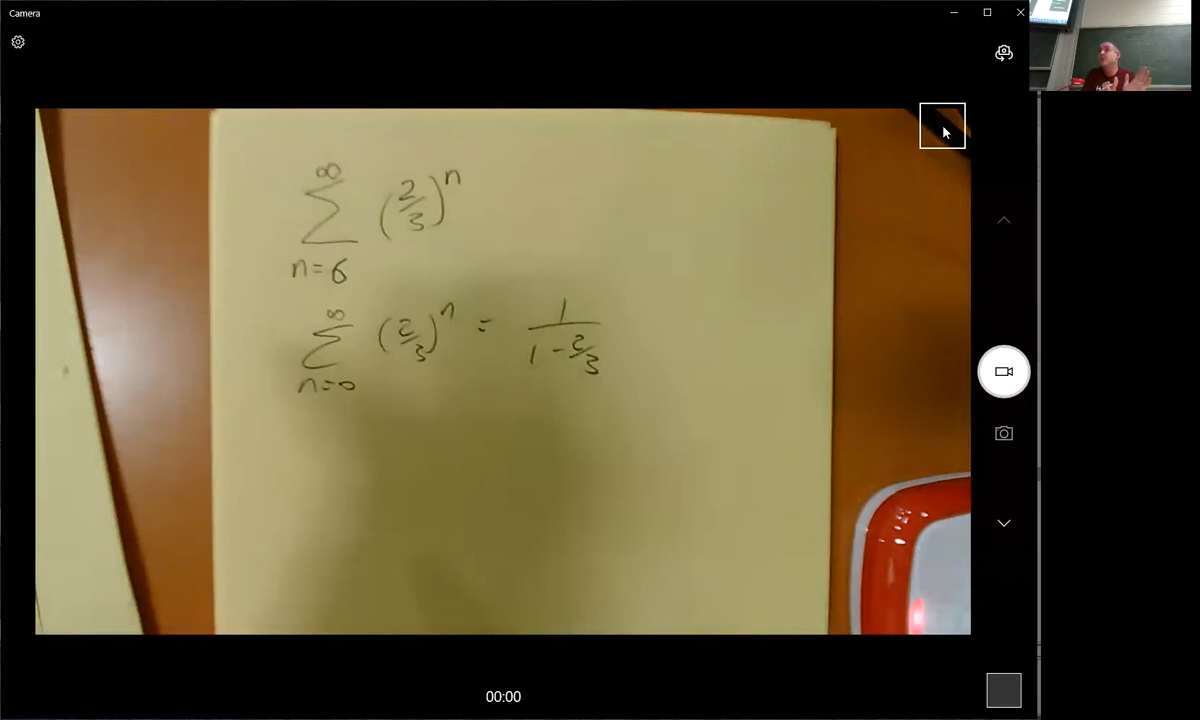 Camera
∞
Σ (2/3)^n
n=6
∞
Σ (2/3)^n = 1/(1-2/3)
n=0
00:00